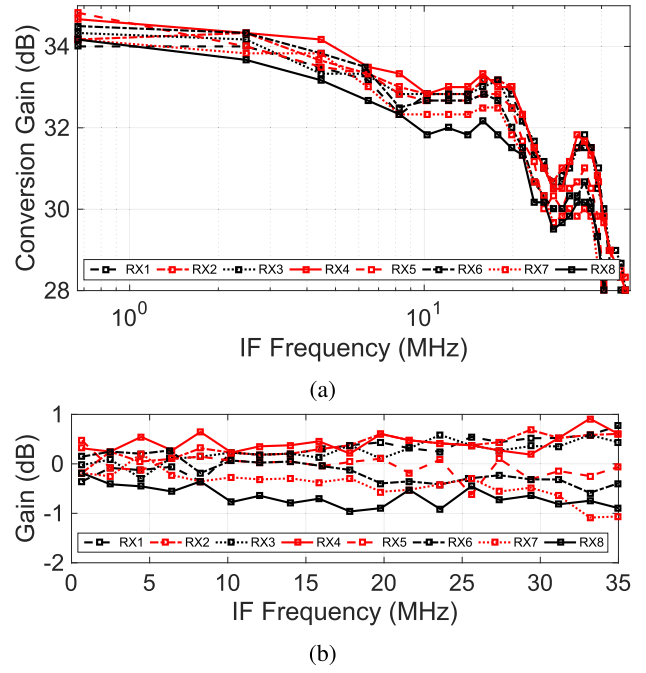 34
32
30
28
Conversion Gain (dB)
RX1 RX2 RX3 RX4 RX5 RX6 RX7 RX8
10^0 10^1
IF Frequency (MHz)
(a)
1
0
-1
-2
Gain (dB)
RX1 RX2 RX3 RX4 RX5 RX6 RX7 RX8
0 5 10 15 20 25 30 35
IF Frequency (MHz)
(b)